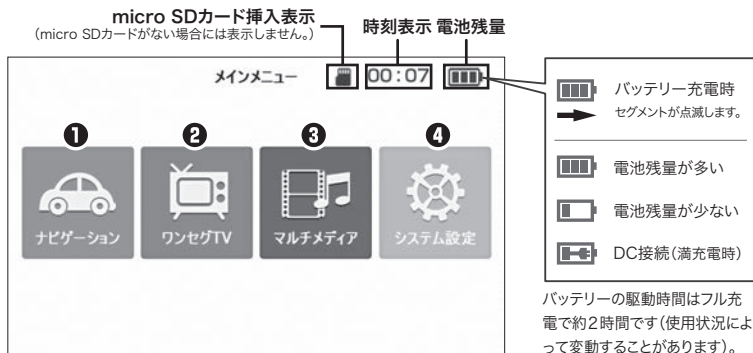 micro SDカード挿入表示
(micro SDカードがない場合には表示しません。)
時刻表示 電池残量
メインメニュー 00:07
❶ ❷ ❸ ❹
ナビゲーション ワンセグTV マルチメディア システム設定
バッテリー充電時
セグメントが点滅します。
電池残量が多い
電池残量が少ない
DC接続(満充電時)
バッテリーの駆動時間はフル充
電で約2時間です(使用状況によ
って変動することがあります)。